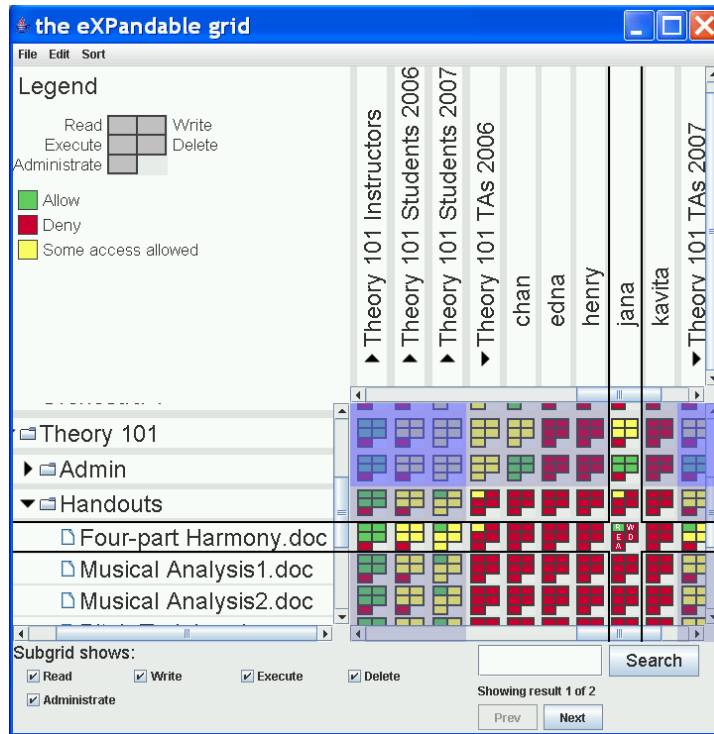 the eXPandable grid
File Edit Sort
Legend
Read Write
Execute Delete
Administrate
Allow
Deny
Some access allowed
Theory 101 Instructors
Theory 101 Students 2006
Theory 101 Students 2007
Theory 101 TAs 2006
chan
edna
henry
jana
kavita
Theory 101 TAs 2007
Theory 101
Admin
Handouts
Four-part Harmony.doc
R W
E D
A
Musical Analysis1.doc
Musical Analysis2.doc
Subgrid shows:
Read Write Execute Delete
Administrate
Search
Showing result 1 of 2
Prev Next